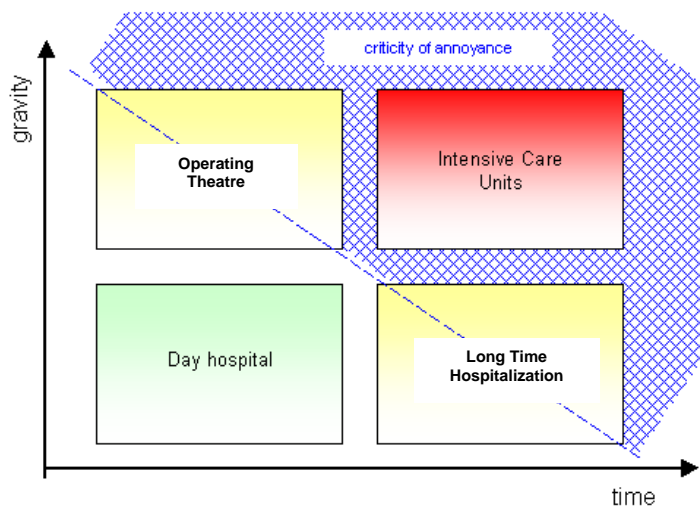 criticity of annoyance
gravity
Operating
Theatre
Intensive Care
Units
Day hospital
Long Time
Hospitalization
time